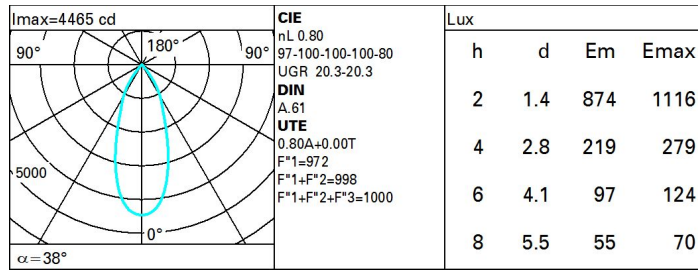 Imax=4465 cd
90°
180°
90°
5000
0°
α=38°
CIE
nL 0.80
97-100-100-100-80
UGR 20.3-20.3
DIN
A.61
UTE
0.80A+0.00T
F"1=972
F"1+F"2=998
F"1+F"2+F"3=1000
Lux
h d Em Emax
2 1.4 874 1116
4 2.8 219 279
6 4.1 97 124
8 5.5 55 70